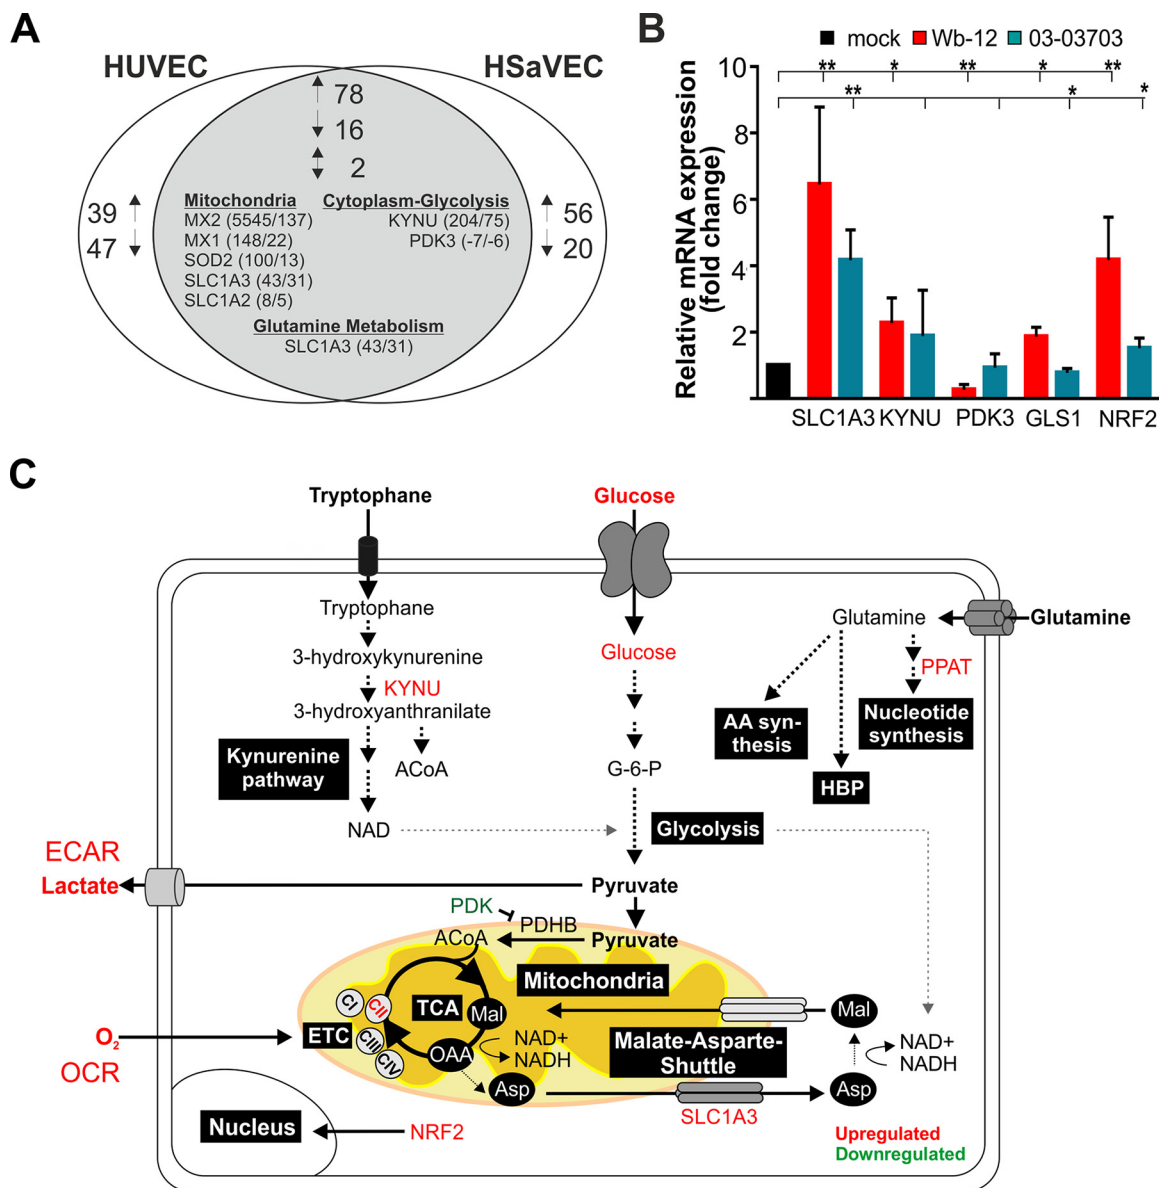 A
HUVEC
HSaVEC
78
16
2
39
47
56
20
Mitochondria
MX2 (5545/137)
MX1 (148/22)
SOD2 (100/13)
SLC1A3 (43/31)
SLC1A2 (8/5)
Cytoplasm-Glycolysis
KYNU (204/75)
PDK3 (-7/-6)
Glutamine Metabolism
SLC1A3 (43/31)
B
mock Wb-12 03-03703
** * ** * **
** * *
Relative mRNA expression
(fold change)
10
8
6
4
2
SLC1A3 KYNU PDK3 GLS1 NRF2
C
Tryptophane
Glucose
Tryptophane
3-hydroxykynurenine
KYNU
3-hydroxyanthranilate
Kynurenine
pathway
ACoA
NAD
Glucose
G-6-P
Glycolysis
Glutamine
Glutamine
PPAT
AA syn-
thesis
Nucleotide
synthesis
HBP
ECAR
Lactate
Pyruvate
PDK
PDHB
ACoA
Pyruvate
Mitochondria
CI
CII
CIII
CIV
TCA
Mal
ETC
OAA
NAD+
NADH
Malate-Asparte-
Shuttle
Asp
Mal
NAD+
NADH
Asp
SLC1A3
O2
OCR
Nucleus
NRF2
Upregulated
Downregulated